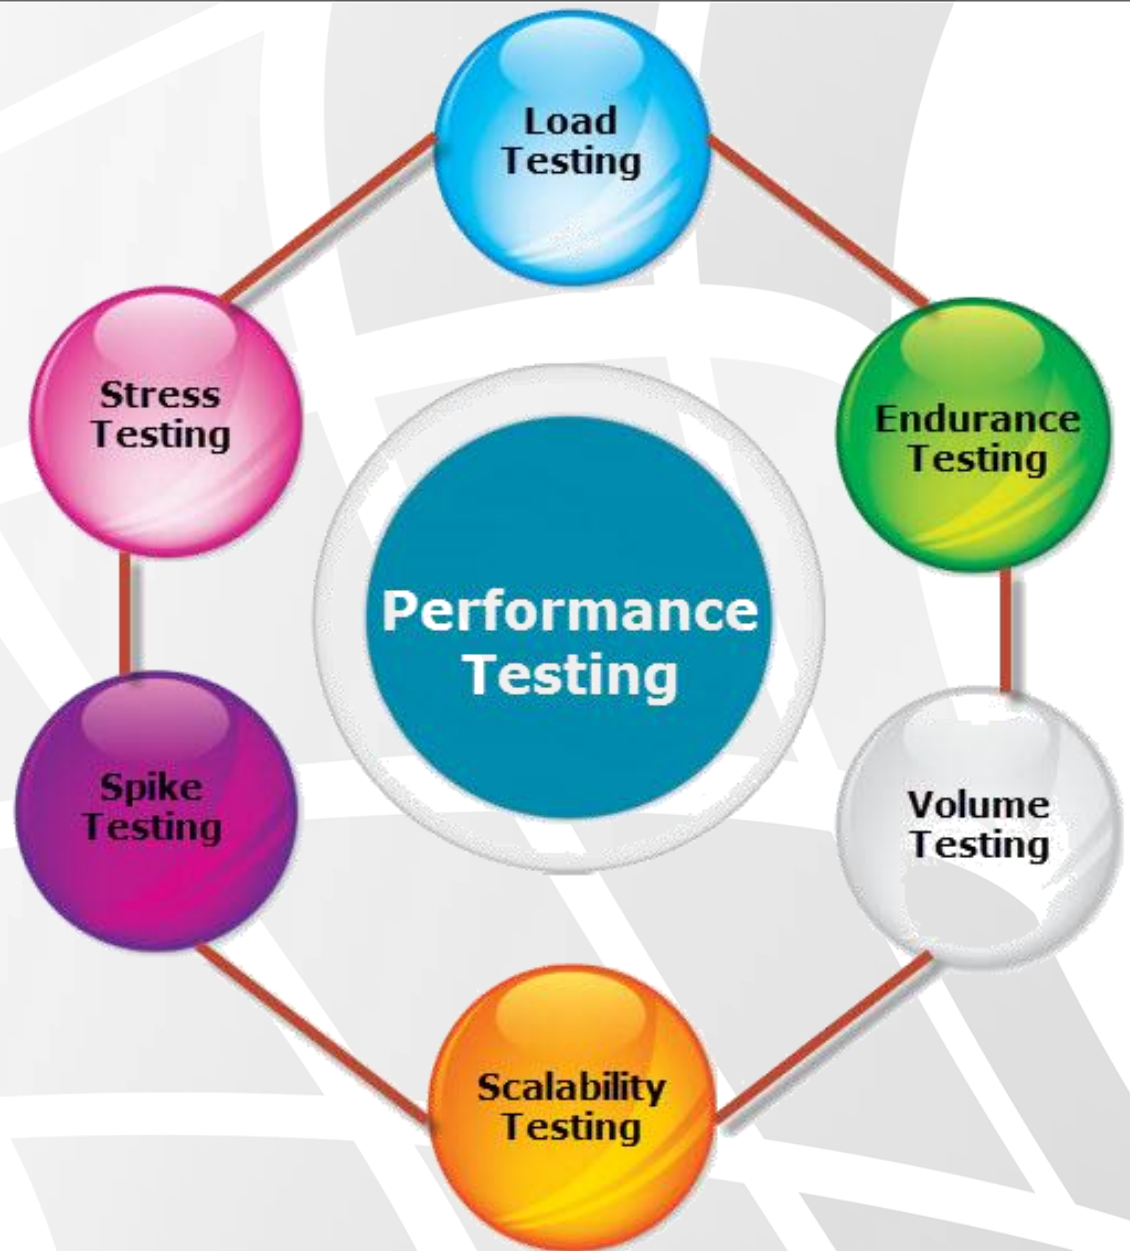 Load
Testing
Stress
Testing
Endurance
Testing
Performance
Testing
Spike
Testing
Volume
Testing
Scalability
Testing